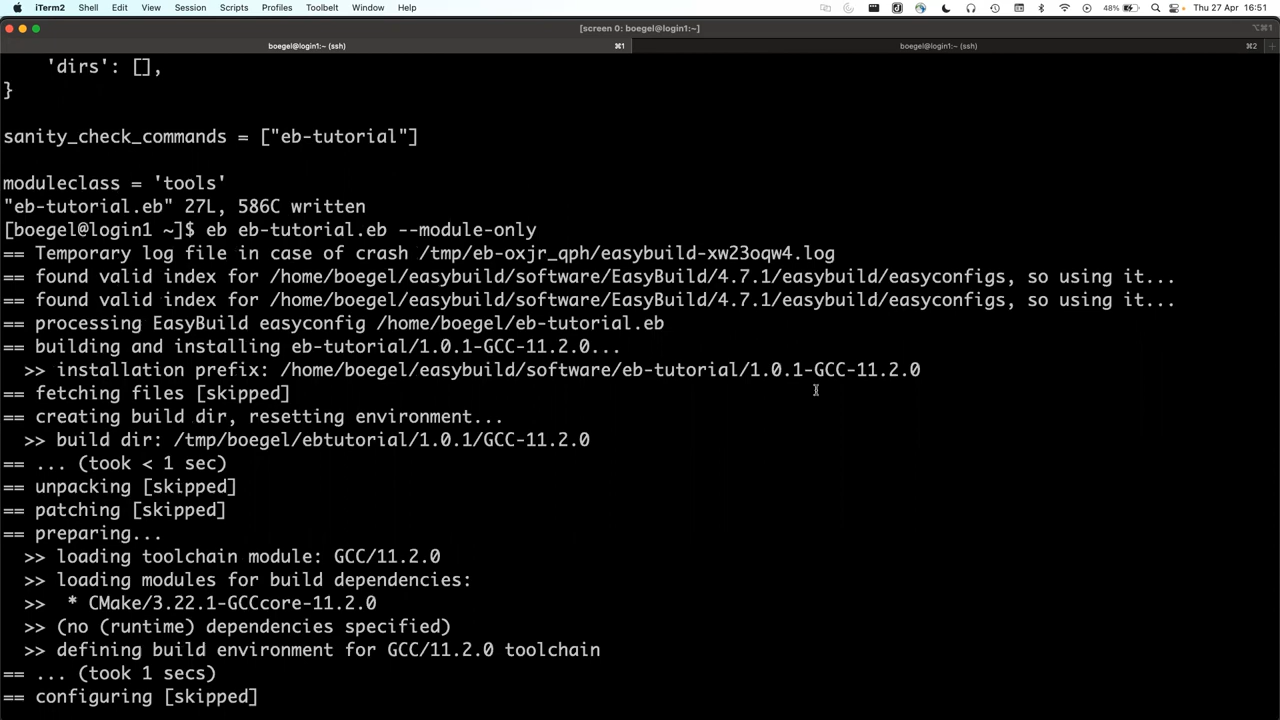 iTerm2 Shell Edit View Session Scripts Profiles Toolbelt Window Help 48% Thu 27 Apr 16:51
[screen 0: boegel@login1:~] ⌥⌘1
boegel@login1:~ (ssh) ⌘1 boegel@login1:~ (ssh) ⌘2 +
    'dirs': [],
}
sanity_check_commands = ["eb-tutorial"]
moduleclass = 'tools'
"eb-tutorial.eb" 27L, 586C written
[boegel@login1 ~]$ eb eb-tutorial.eb --module-only
== Temporary log file in case of crash /tmp/eb-oxjr_qph/easybuild-xw23oqw4.log
== found valid index for /home/boegel/easybuild/software/EasyBuild/4.7.1/easybuild/easyconfigs, so using it...
== found valid index for /home/boegel/easybuild/software/EasyBuild/4.7.1/easybuild/easyconfigs, so using it...
== processing EasyBuild easyconfig /home/boegel/eb-tutorial.eb
== building and installing eb-tutorial/1.0.1-GCC-11.2.0...
  >> installation prefix: /home/boegel/easybuild/software/eb-tutorial/1.0.1-GCC-11.2.0
== fetching files [skipped]
== creating build dir, resetting environment...
  >> build dir: /tmp/boegel/ebtutorial/1.0.1/GCC-11.2.0
== ... (took < 1 sec)
== unpacking [skipped]
== patching [skipped]
== preparing...
  >> loading toolchain module: GCC/11.2.0
  >> loading modules for build dependencies:
  >>  * CMake/3.22.1-GCCcore-11.2.0
  >> (no (runtime) dependencies specified)
  >> defining build environment for GCC/11.2.0 toolchain
== ... (took 1 secs)
== configuring [skipped]